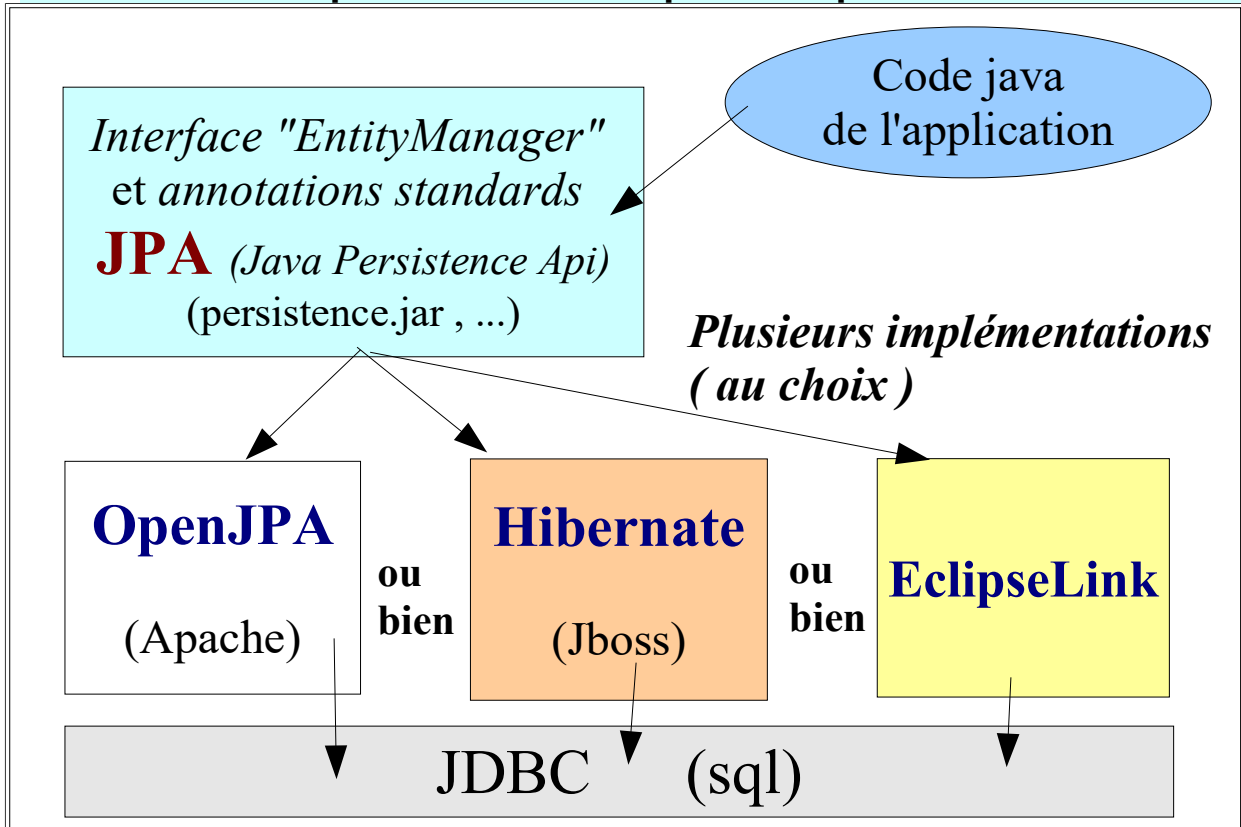 Code java
de l'application
Interface "EntityManager"
et annotations standards
JPA (Java Persistence Api)
(persistence.jar , ...)
Plusieurs implémentations
( au choix )
OpenJPA
(Apache)
ou
bien
Hibernate
(Jboss)
ou
bien
EclipseLink
JDBC (sql)